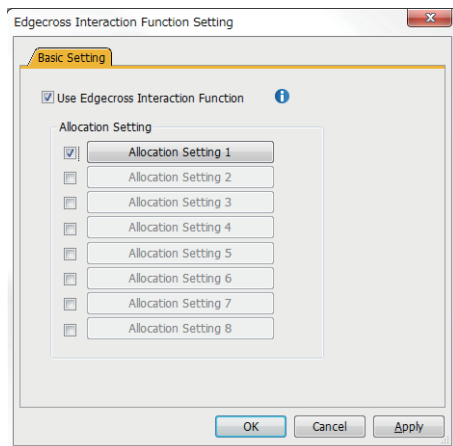 Edgecross Interaction Function Setting
Basic Setting
Use Edgecross Interaction Function
Allocation Setting
Allocation Setting 1
Allocation Setting 2
Allocation Setting 3
Allocation Setting 4
Allocation Setting 5
Allocation Setting 6
Allocation Setting 7
Allocation Setting 8
OK Cancel Apply